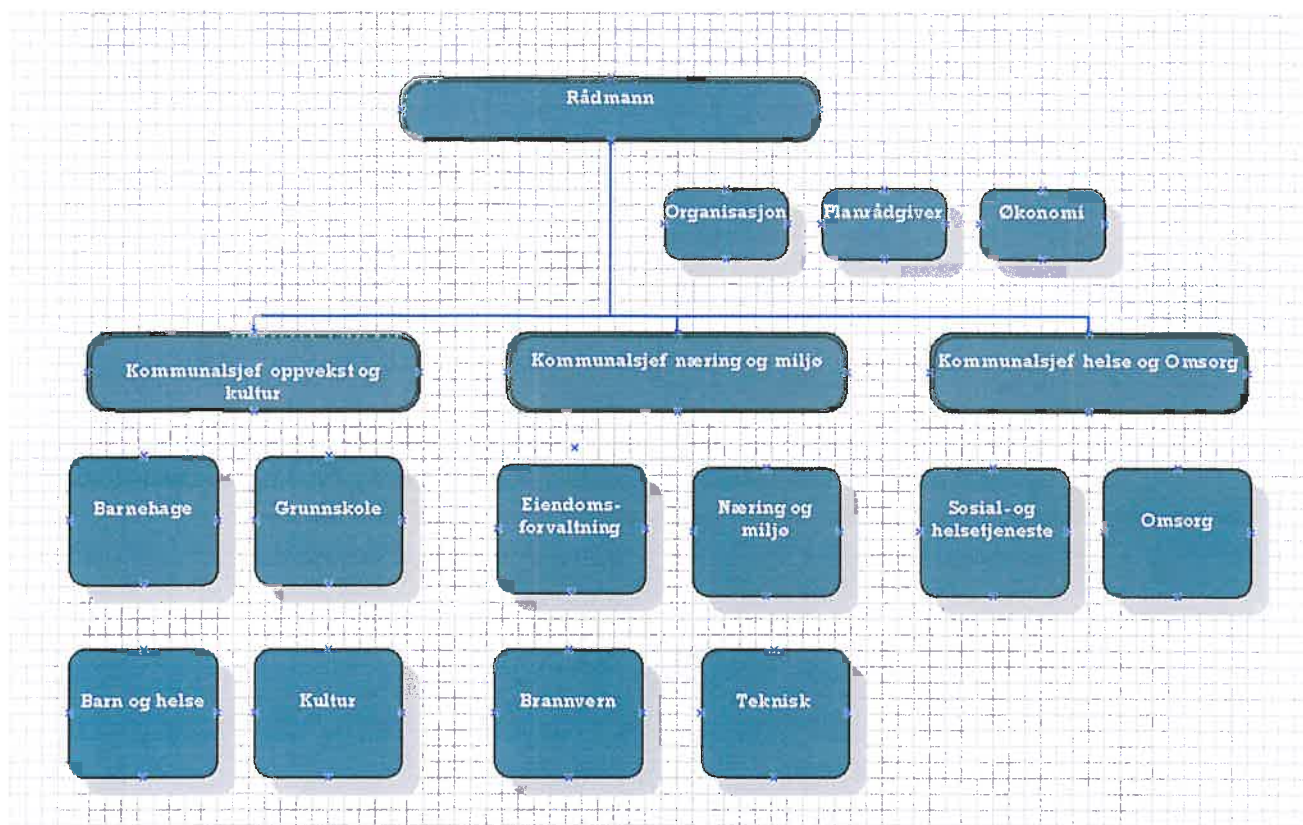 Rådmann
Organisasjon
Planrådgiver
Økonomi
Kommunalsjef oppvekst og
kultur
Kommunalsjef næring og miljø
Kommunalsjef helse og Omsorg
Barnehage
Grunnskole
Eiendoms-
forvaltning
Næring og
miljø
Sosial-og
helsetjeneste
Omsorg
Barn og helse
Kultur
Brannvern
Teknisk